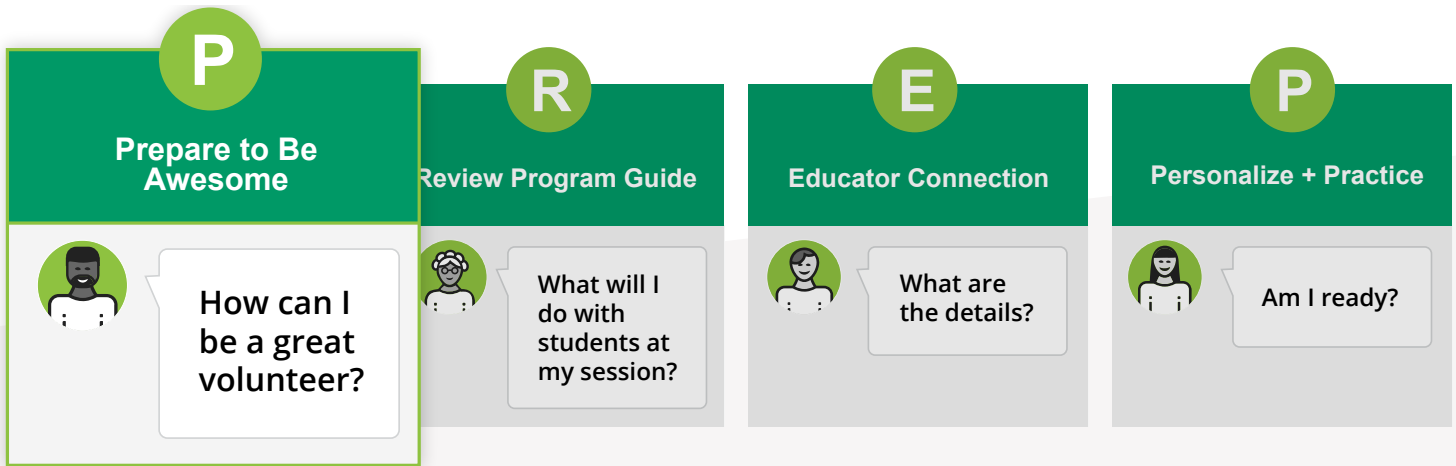 P
Prepare to Be
Awesome
How can I
be a great
volunteer?
R
Review Program Guide
What will I
do with
students at
my session?
E
Educator Connection
What are
the details?
P
Personalize + Practice
Am I ready?